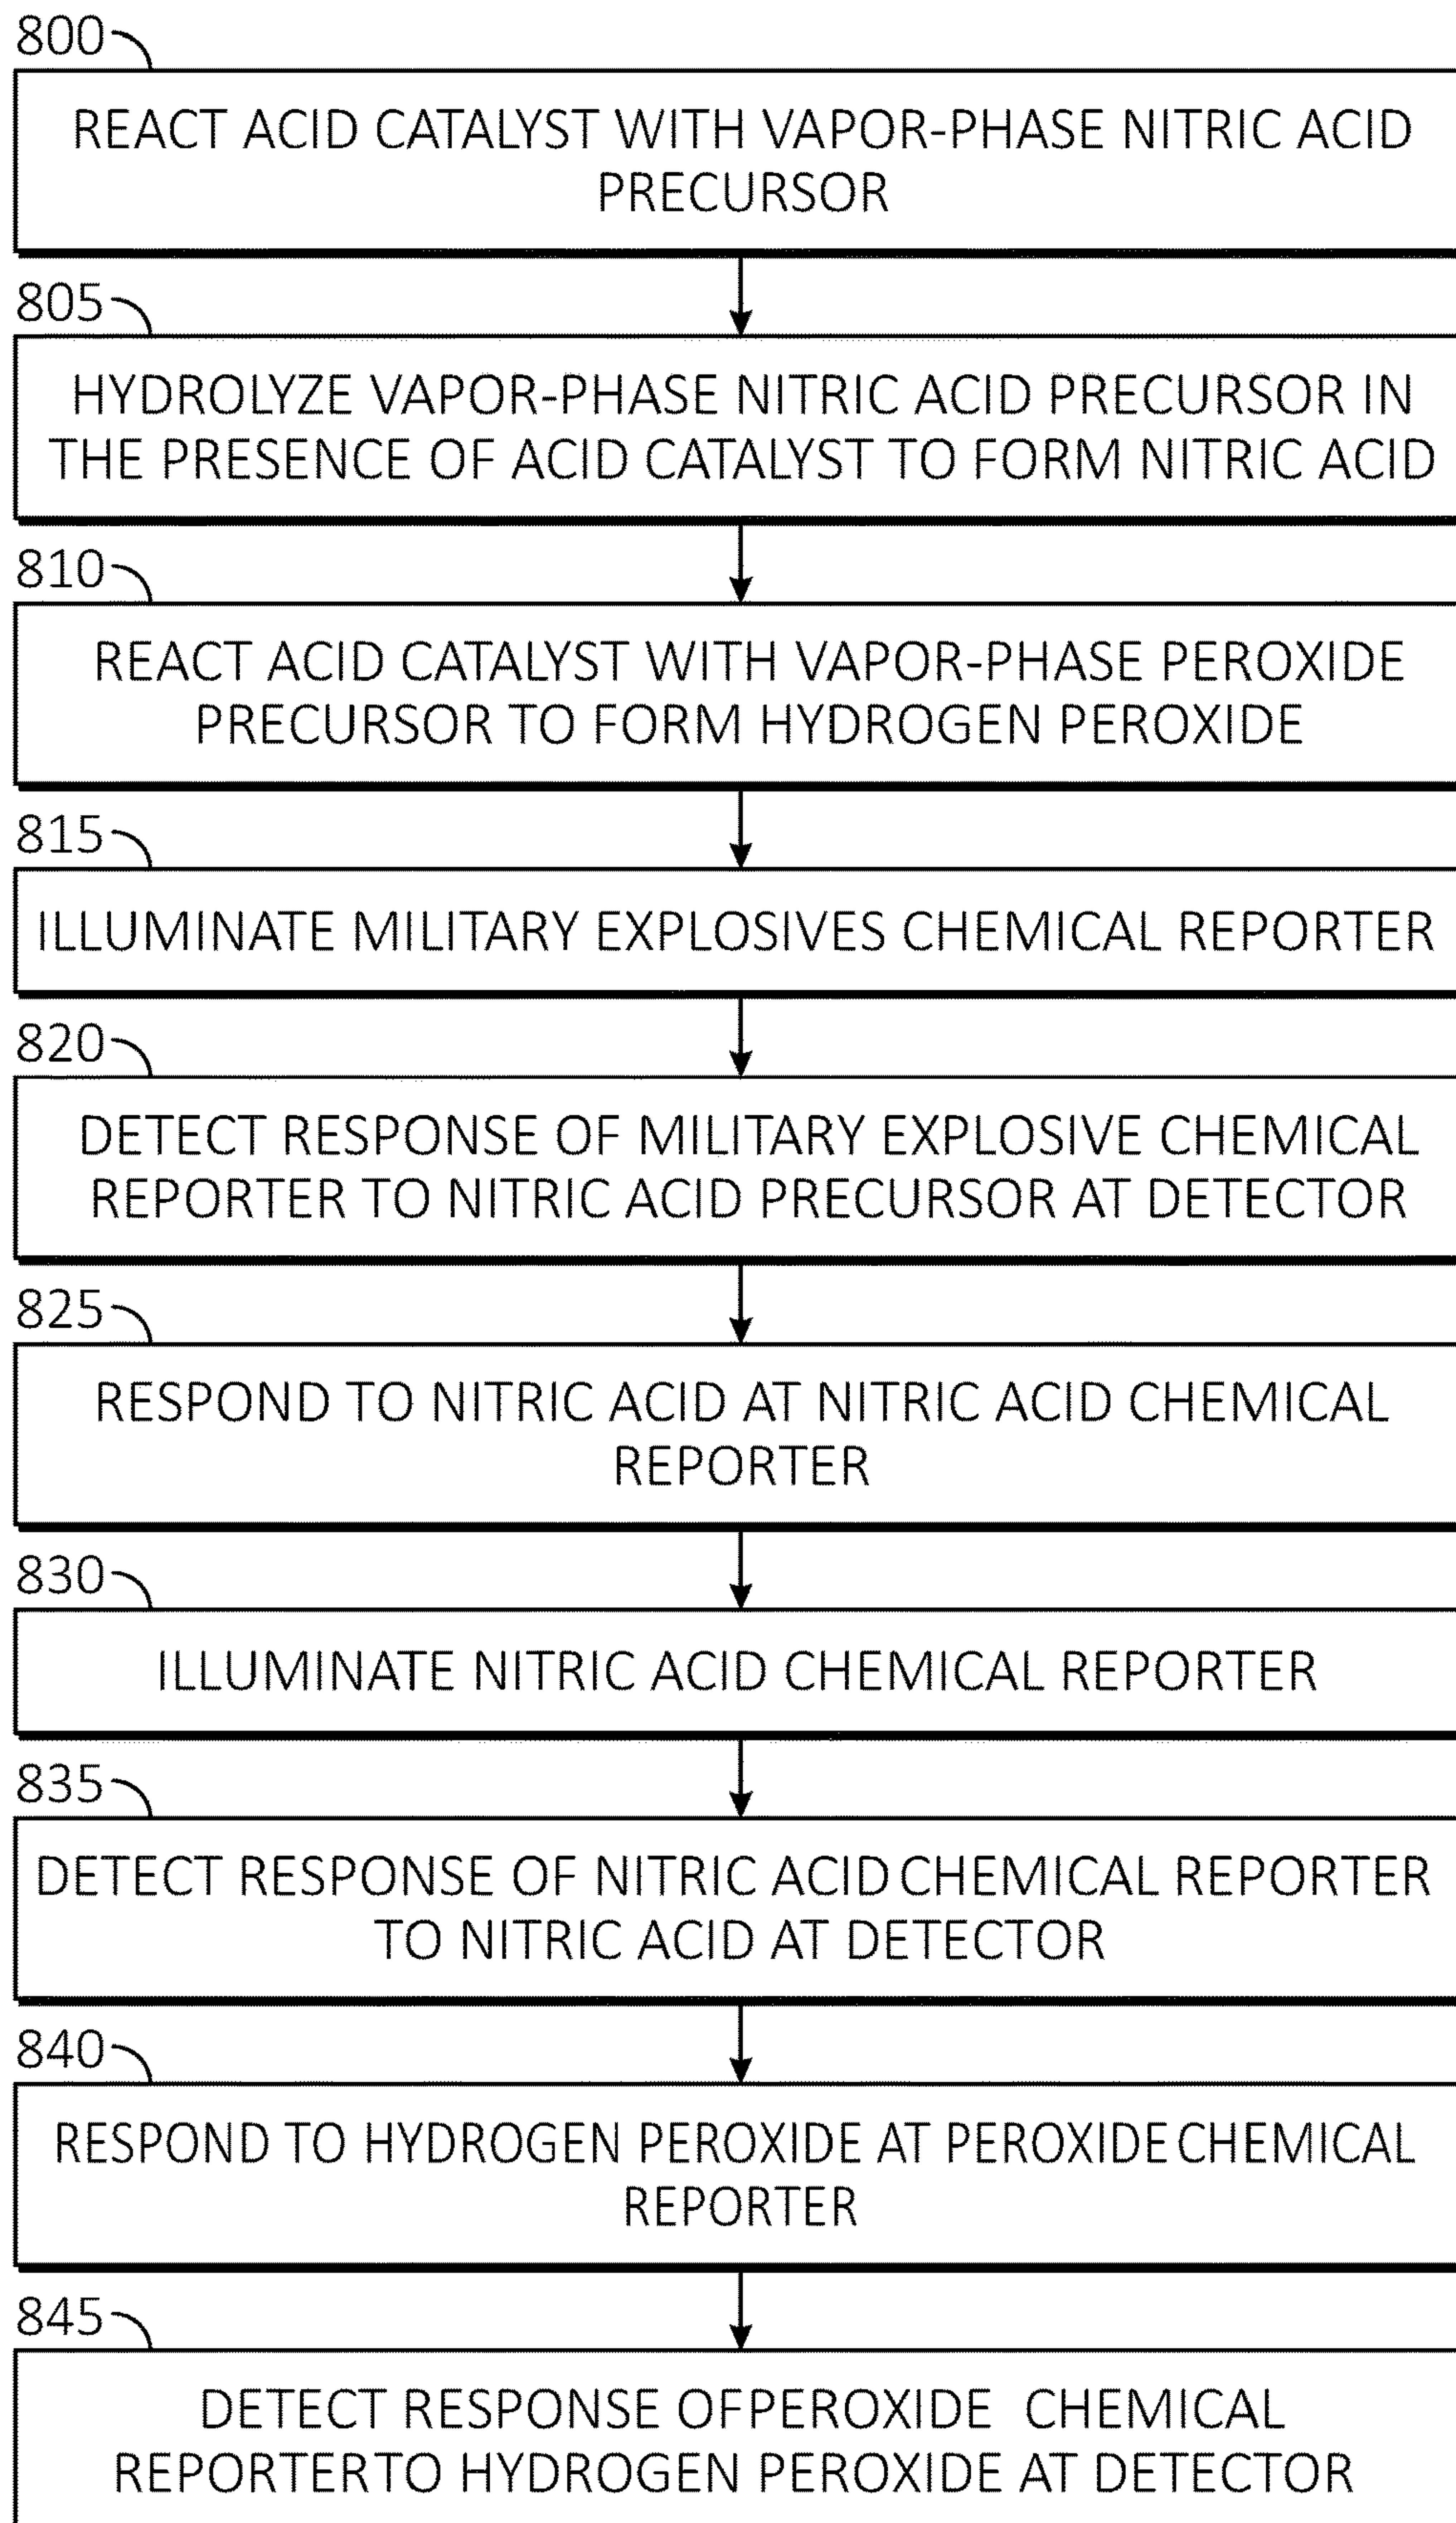 800
REACT ACID CATALYST WITH VAPOR-PHASE NITRIC ACID
PRECURSOR
805
HYDROLYZE VAPOR-PHASE NITRIC ACID PRECURSOR IN
THE PRESENCE OF ACID CATALYST TO FORM NITRIC ACID
810
REACT ACID CATALYST WITH VAPOR-PHASE PEROXIDE
PRECURSOR TO FORM HYDROGEN PEROXIDE
815
ILLUMINATE MILITARY EXPLOSIVES CHEMICAL REPORTER
820
DETECT RESPONSE OF MILITARY EXPLOSIVE CHEMICAL
REPORTER TO NITRIC ACID PRECURSOR AT DETECTOR
825
RESPOND TO NITRIC ACID AT NITRIC ACID CHEMICAL
REPORTER
830
ILLUMINATE NITRIC ACID CHEMICAL REPORTER
835
DETECT RESPONSE OF NITRIC ACID CHEMICAL REPORTER
TO NITRIC ACID AT DETECTOR
840
RESPOND TO HYDROGEN PEROXIDE AT PEROXIDE CHEMICAL
REPORTER
845
DETECT RESPONSE OFPEROXIDE CHEMICAL
REPORTERTO HYDROGEN PEROXIDE AT DETECTOR